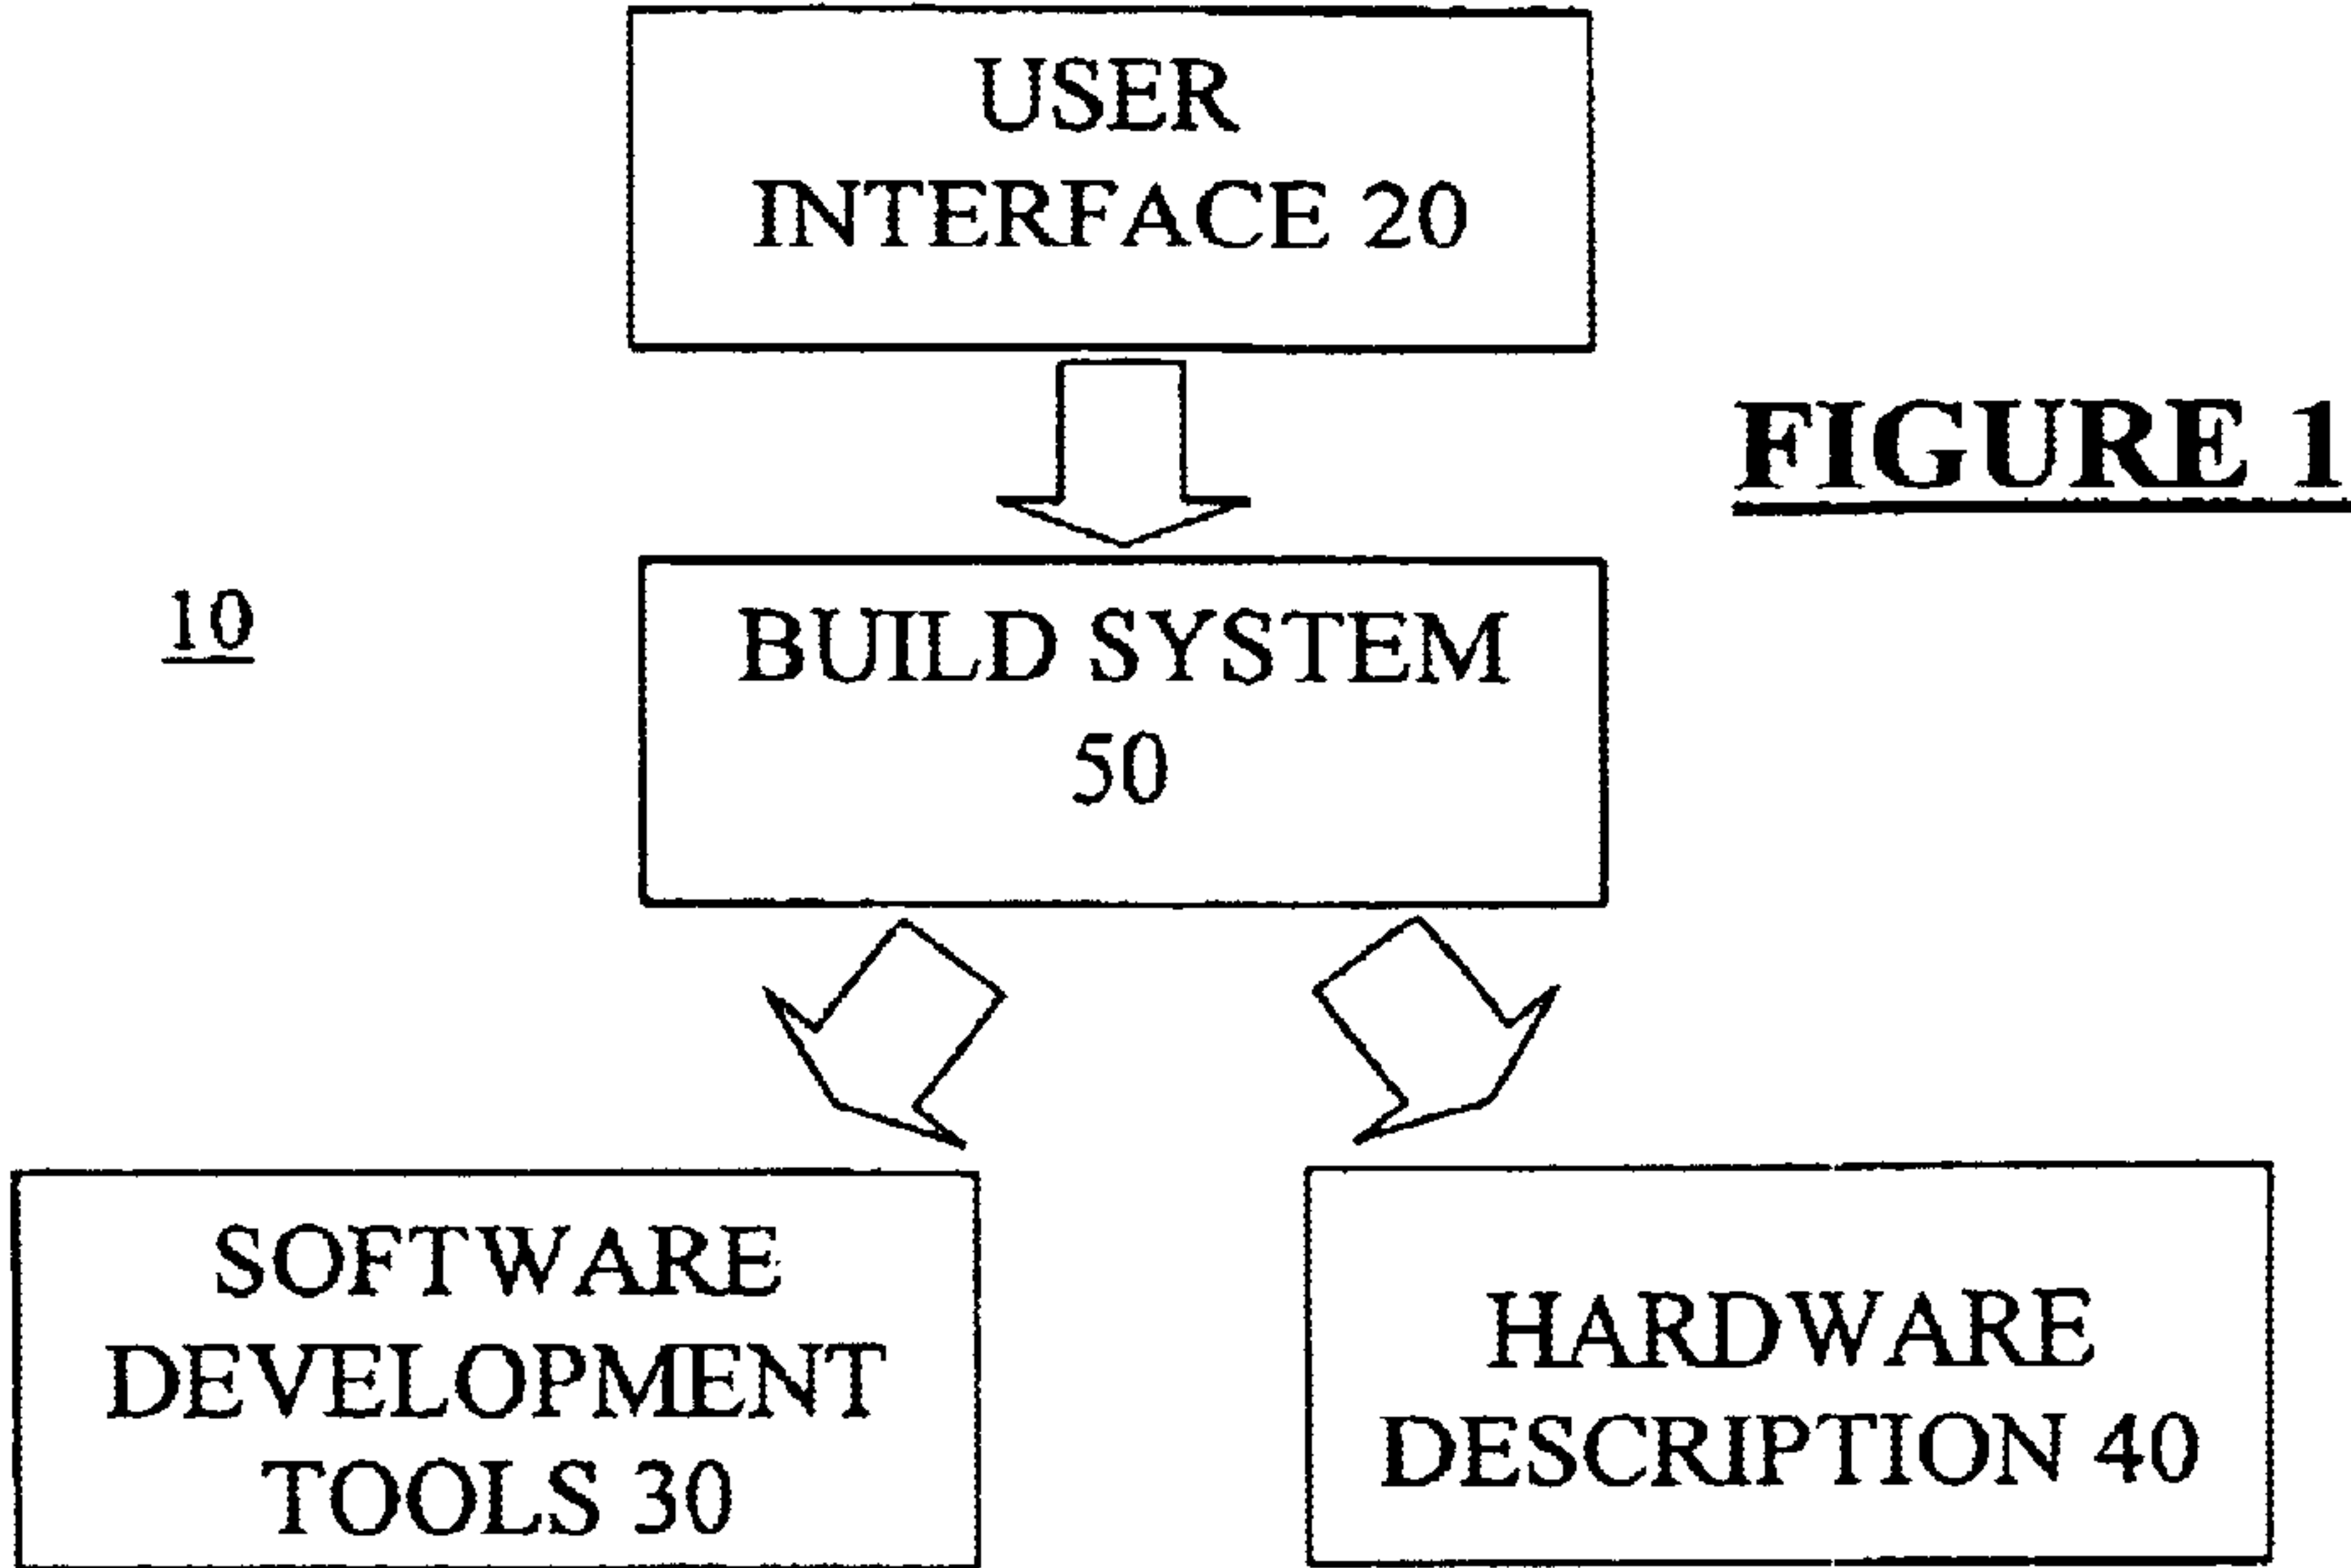 USER
INTERFACE 20
FIGURE 1
10
BUILD SYSTEM
50
SOFTWARE
DEVELOPMENT
TOOLS 30
HARDWARE
DESCRIPTION 40